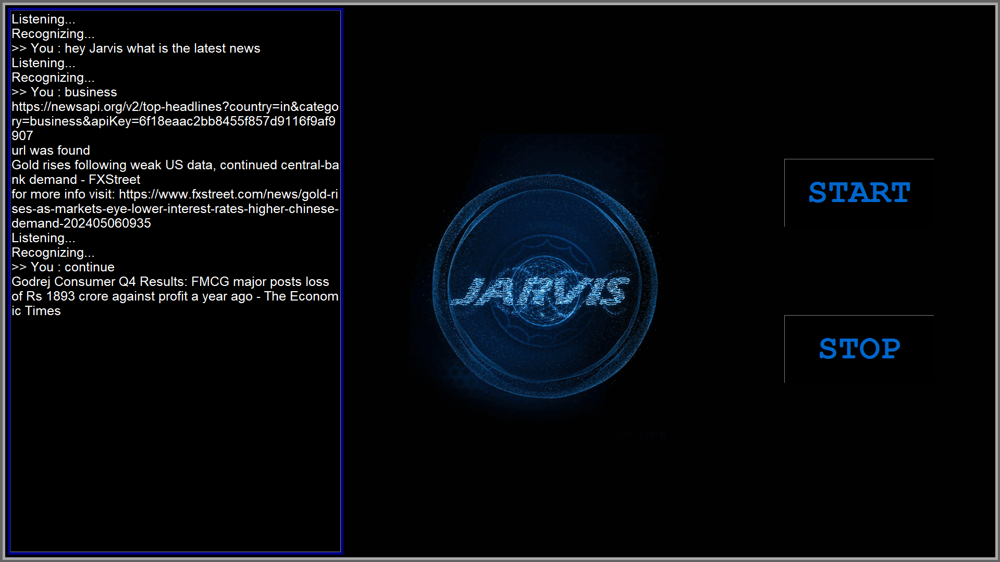 Listening...
Recognizing...
>> You : hey Jarvis what is the latest news
Listening...
Recognizing...
>> You : business
https://newsapi.org/v2/top-headlines?country=in&catego
ry=business&apiKey=6f18eaac2bb8455f857d9116f9af9
907
url was found
Gold rises following weak US data, continued central-ba
nk demand - FXStreet
for more info visit: https://www.fxstreet.com/news/gold-ri
ses-as-markets-eye-lower-interest-rates-higher-chinese-
demand-202405060935
Listening...
Recognizing...
>> You : continue
Godrej Consumer Q4 Results: FMCG major posts loss
of Rs 1893 crore against profit a year ago - The Econom
ic Times
JARVIS
START
STOP